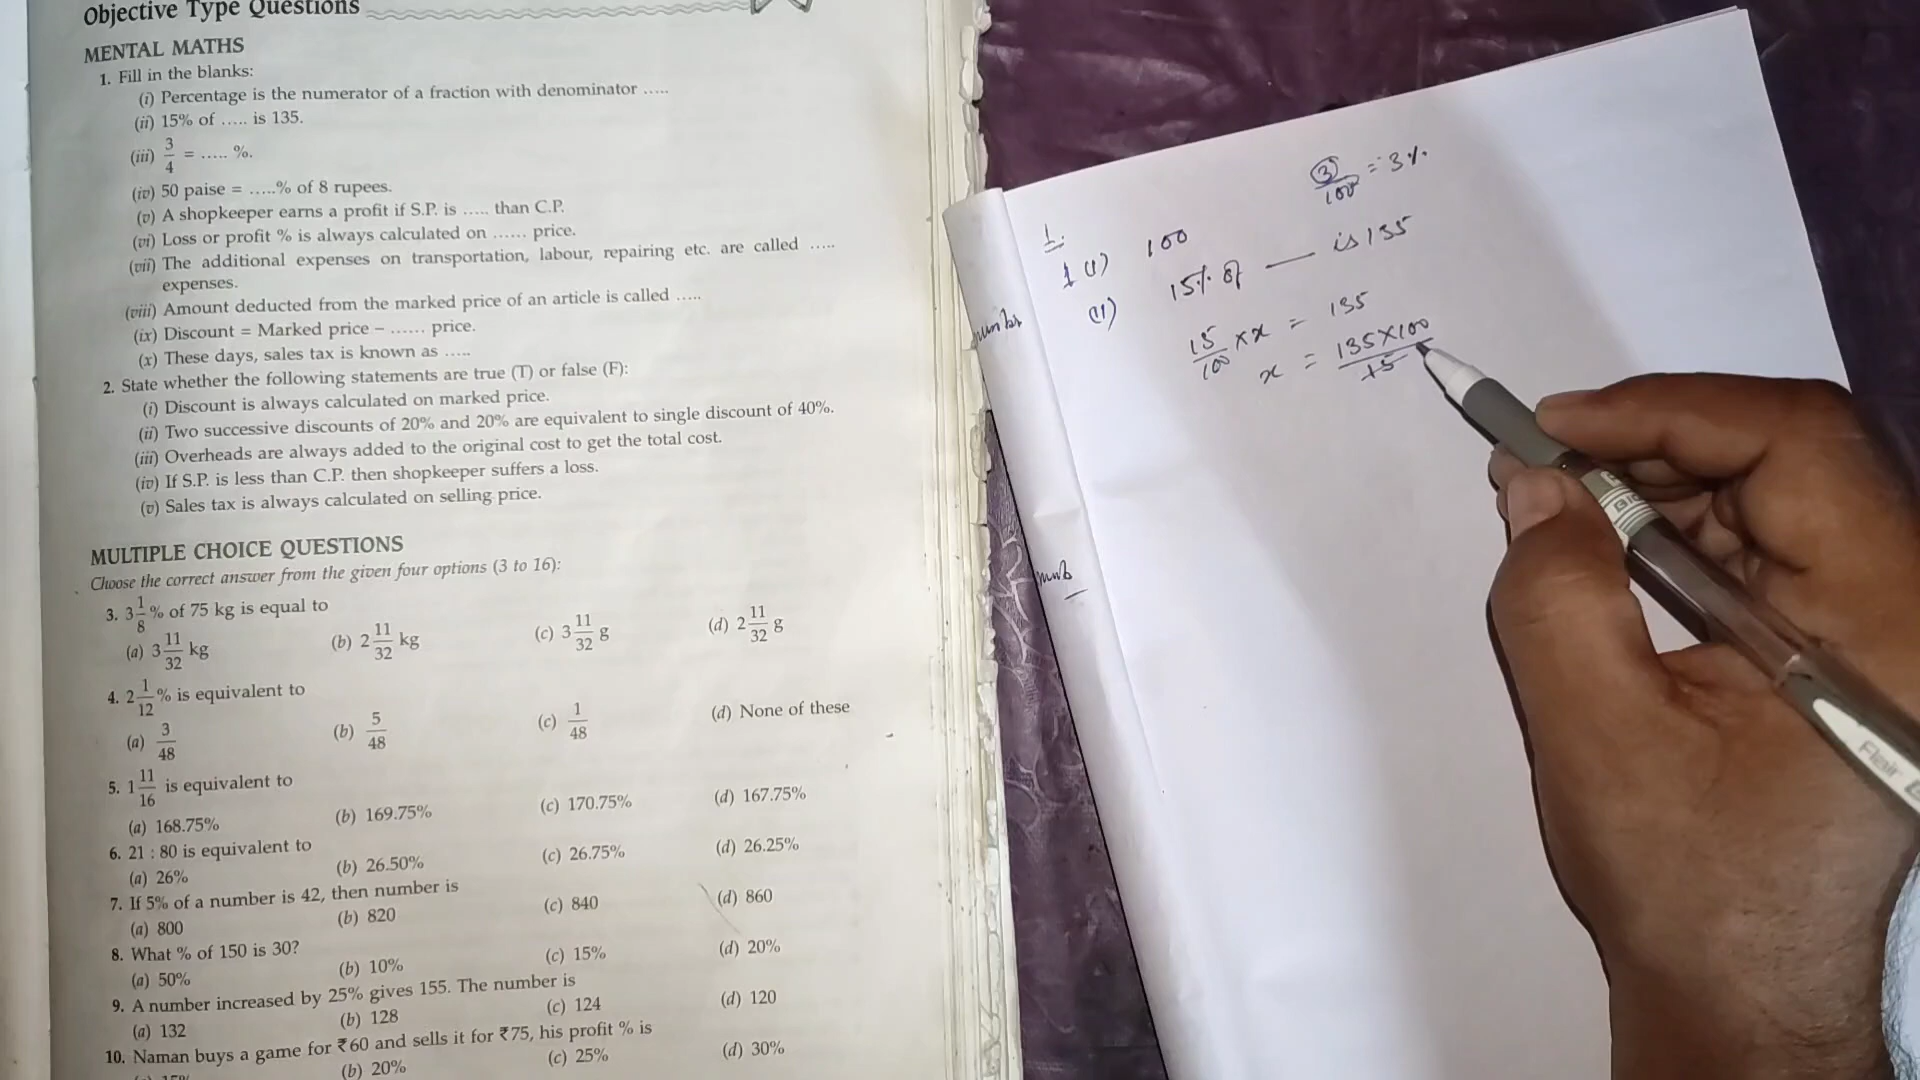 Objective Type Questions
MENTAL MATHS
1. Fill in the blanks:
(i) Percentage is the numerator of a fraction with denominator .....
(ii) 15% of ..... is 135.
(iii) 3/4 = ..... %.
(iv) 50 paise = .....% of 8 rupees.
(v) A shopkeeper earns a profit if S.P. is ..... than C.P.
(vi) Loss or profit % is always calculated on ...... price.
(vii) The additional expenses on transportation, labour, repairing etc. are called .....
expenses.
(viii) Amount deducted from the marked price of an article is called .....
(ix) Discount = Marked price – ...... price.
(x) These days, sales tax is known as .....
2. State whether the following statements are true (T) or false (F):
(i) Discount is always calculated on marked price.
(ii) Two successive discounts of 20% and 20% are equivalent to single discount of 40%.
(iii) Overheads are always added to the original cost to get the total cost.
(iv) If S.P. is less than C.P. then shopkeeper suffers a loss.
(v) Sales tax is always calculated on selling price.
MULTIPLE CHOICE QUESTIONS
Choose the correct answer from the given four options (3 to 16):
3. 3 1/8 % of 75 kg is equal to
(a) 3 11/32 kg (b) 2 11/32 kg (c) 3 11/32 g (d) 2 11/32 g
4. 2 1/12 % is equivalent to
(a) 3/48 (b) 5/48 (c) 1/48 (d) None of these
5. 1 11/16 is equivalent to
(a) 168.75% (b) 169.75% (c) 170.75% (d) 167.75%
6. 21 : 80 is equivalent to
(a) 26% (b) 26.50% (c) 26.75% (d) 26.25%
7. If 5% of a number is 42, then number is
(a) 800 (b) 820 (c) 840 (d) 860
8. What % of 150 is 30?
(a) 50% (b) 10% (c) 15% (d) 20%
9. A number increased by 25% gives 155. The number is
(a) 132 (b) 128 (c) 124 (d) 120
10. Naman buys a game for ₹60 and sells it for ₹75, his profit % is
(b) 20% (c) 25% (d) 30%
3/100 = 3%
1.
1 (i) 100
(ii) 15% of — is 135
15/100 × x = 135
x = 135×100/15
Flair